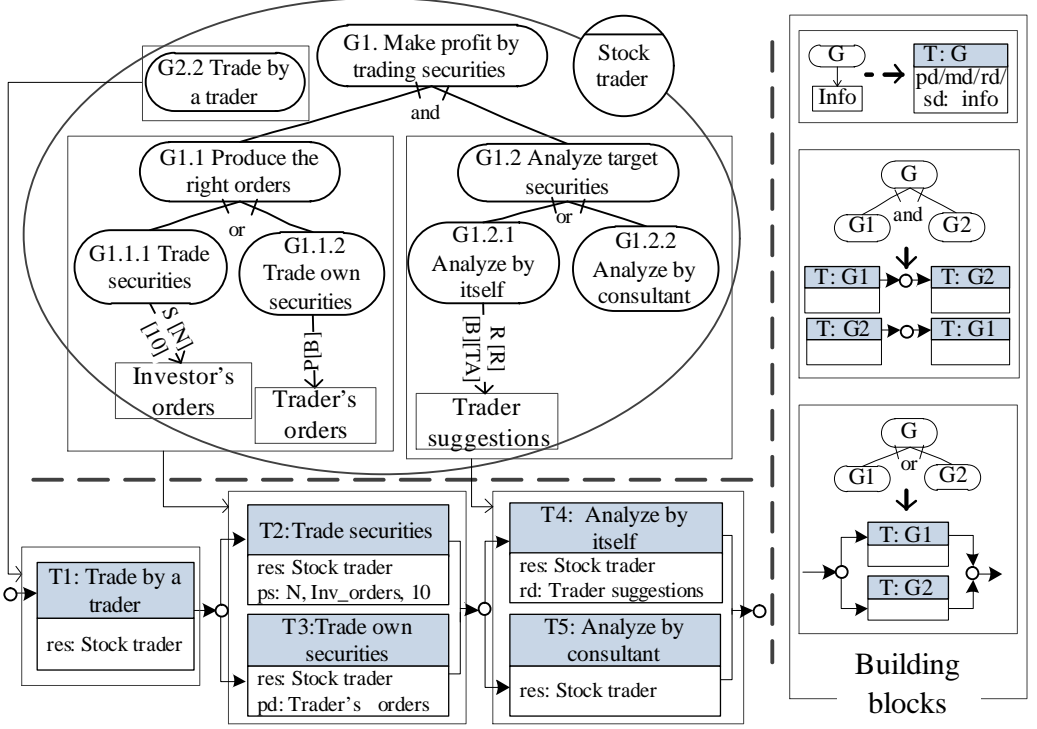 G1. Make profit by
trading securities
Stock
trader
G2.2 Trade by
a trader
and
G1.1 Produce the
right orders
or
G1.1.1 Trade
securities
G1.1.2
Trade own
securities
S [N]
[10]
P[B]
Investor's
orders
Trader's
orders
G1.2 Analyze target
securities
or
G1.2.1
Analyze by
itself
G1.2.2
Analyze by
consultant
R [R]
[B][TA]
Trader
suggestions
T1: Trade by a
trader
res: Stock trader
T2:Trade securities
res: Stock trader
ps: N, Inv_orders, 10
T3:Trade own
securities
res: Stock trader
pd: Trader's orders
T4: Analyze by
itself
res: Stock trader
rd: Trader suggestions
T5: Analyze by
consultant
res: Stock trader
G
Info
T: G
pd/md/rd/
sd: info
G
and
G1
G2
T: G1
T: G2
T: G2
T: G1
G
or
G1
G2
T: G1
T: G2
Building
blocks